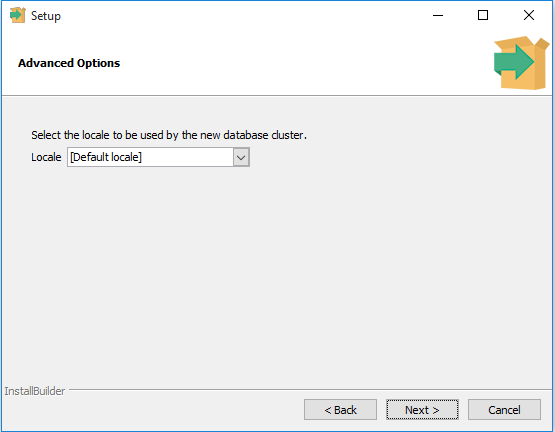 Setup
Advanced Options
Select the locale to be used by the new database cluster.
Locale [Default locale]
InstallBuilder
< Back Next > Cancel